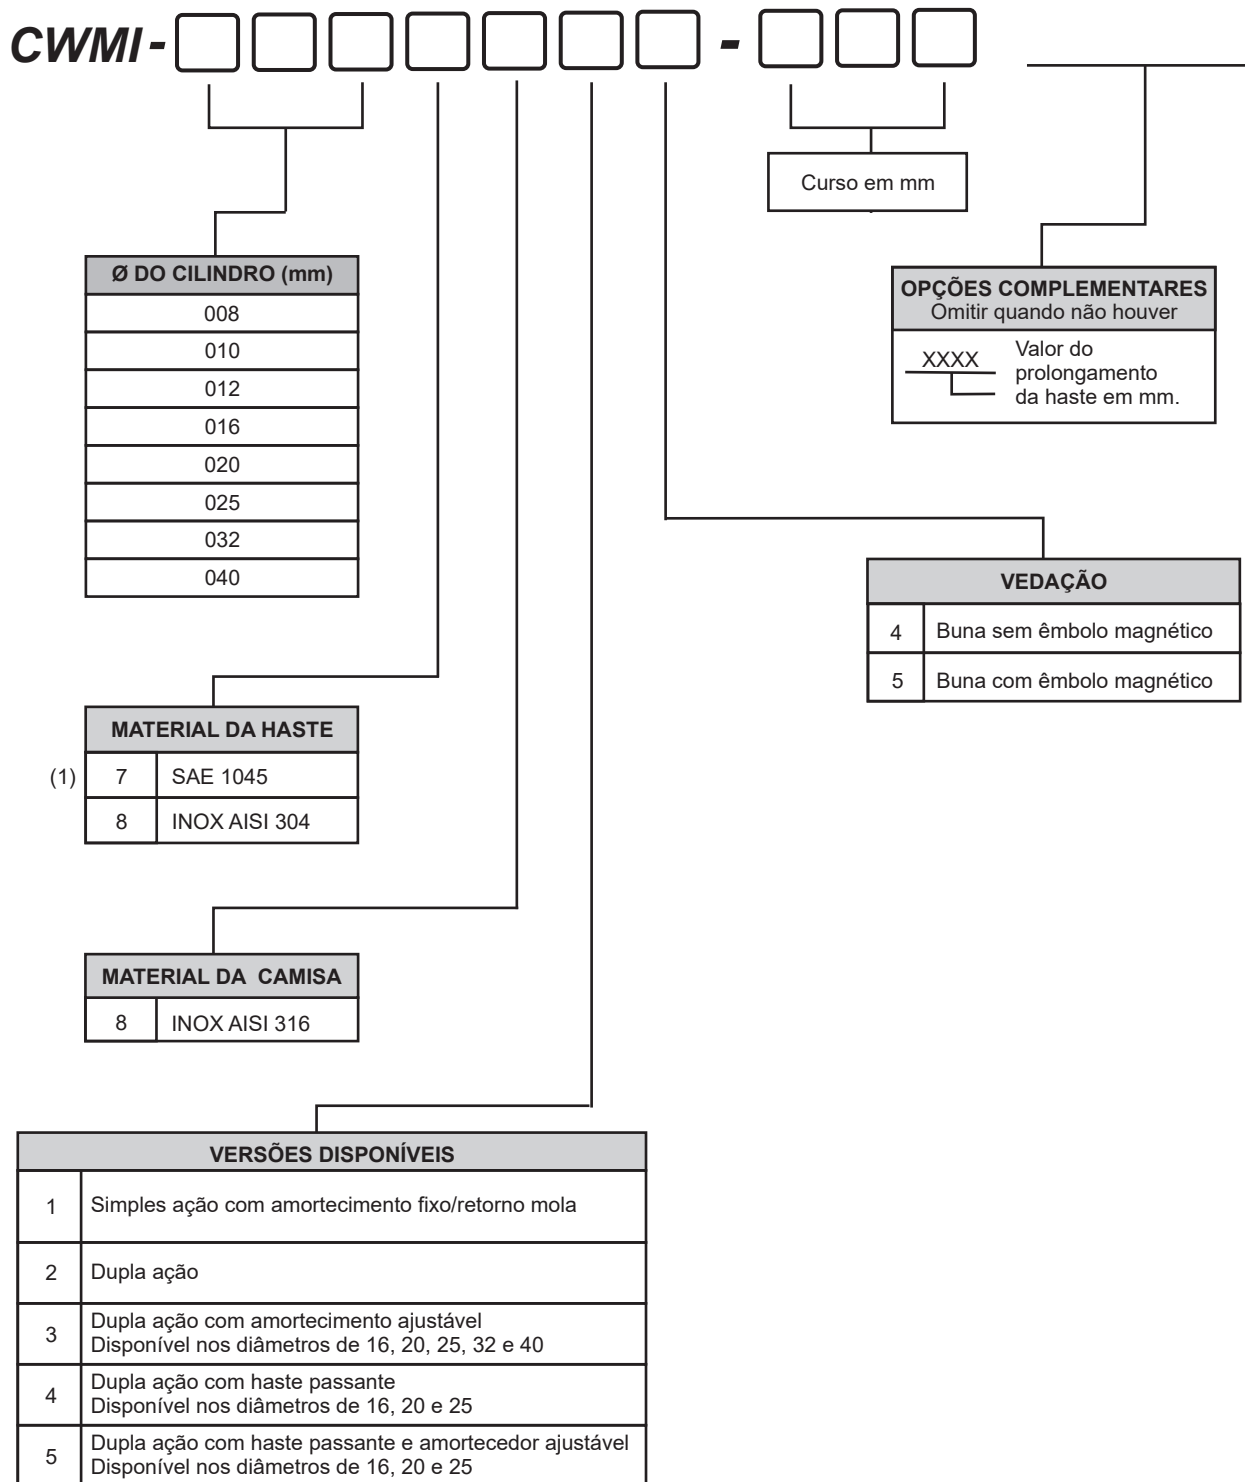 CWMI- -
Curso em mm
Ø DO CILINDRO (mm)
008
010
012
016
020
025
032
040
OPÇÕES COMPLEMENTARES
Omitir quando não houver
XXXX
Valor do
prolongamento
da haste em mm.
VEDAÇÃO
4 Buna sem êmbolo magnético
5 Buna com êmbolo magnético
MATERIAL DA HASTE
(1) 7 SAE 1045
8 INOX AISI 304
MATERIAL DA CAMISA
8 INOX AISI 316
VERSÕES DISPONÍVEIS
1 Simples ação com amortecimento fixo/retorno mola
2 Dupla ação
3 Dupla ação com amortecimento ajustável
Disponível nos diâmetros de 16, 20, 25, 32 e 40
4 Dupla ação com haste passante
Disponível nos diâmetros de 16, 20 e 25
5 Dupla ação com haste passante e amortecedor ajustável
Disponível nos diâmetros de 16, 20 e 25